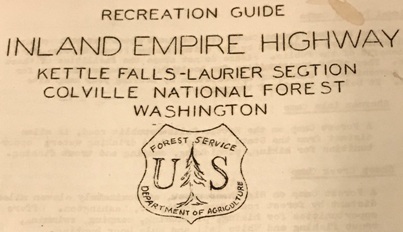 RECREATION GUIDE
INLAND EMPIRE HIGHWAY
KETTLE FALLS-LAURIER SECTION
COLVILLE NATIONAL FOREST
WASHINGTON
FOREST SERVICE
U S
DEPARTMENT OF AGRICULTURE